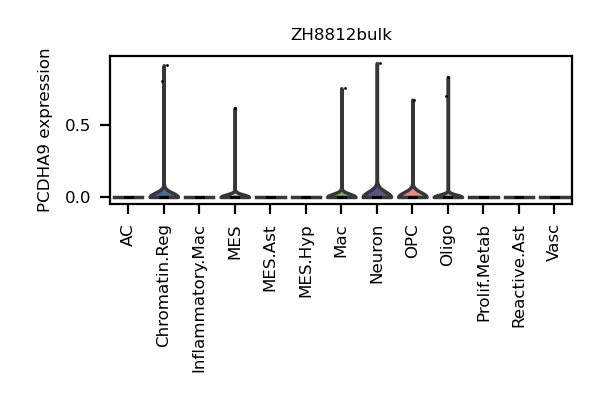 ZH8812bulk
PCDHA9 expression
0.5
0.0
AC
Chromatin.Reg
Inflammatory.Mac
MES
MES.Ast
MES.Hyp
Mac
Neuron
OPC
Oligo
Prolif.Metab
Reactive.Ast
Vasc